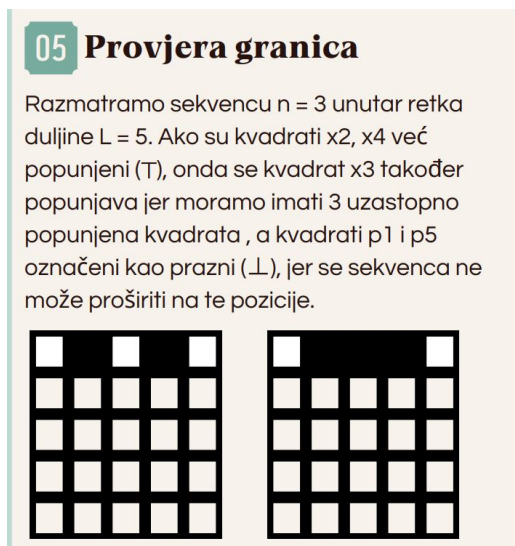 05 Provjera granica
Razmatramo sekvencu n = 3 unutar retka
duljine L = 5. Ako su kvadrati x2, x4 već
popunjeni (⊤), onda se kvadrat x3 također
popunjava jer moramo imati 3 uzastopno
popunjena kvadrata , a kvadrati p1 i p5
označeni kao prazni (⊥), jer se sekvenca ne
može proširiti na te pozicije.